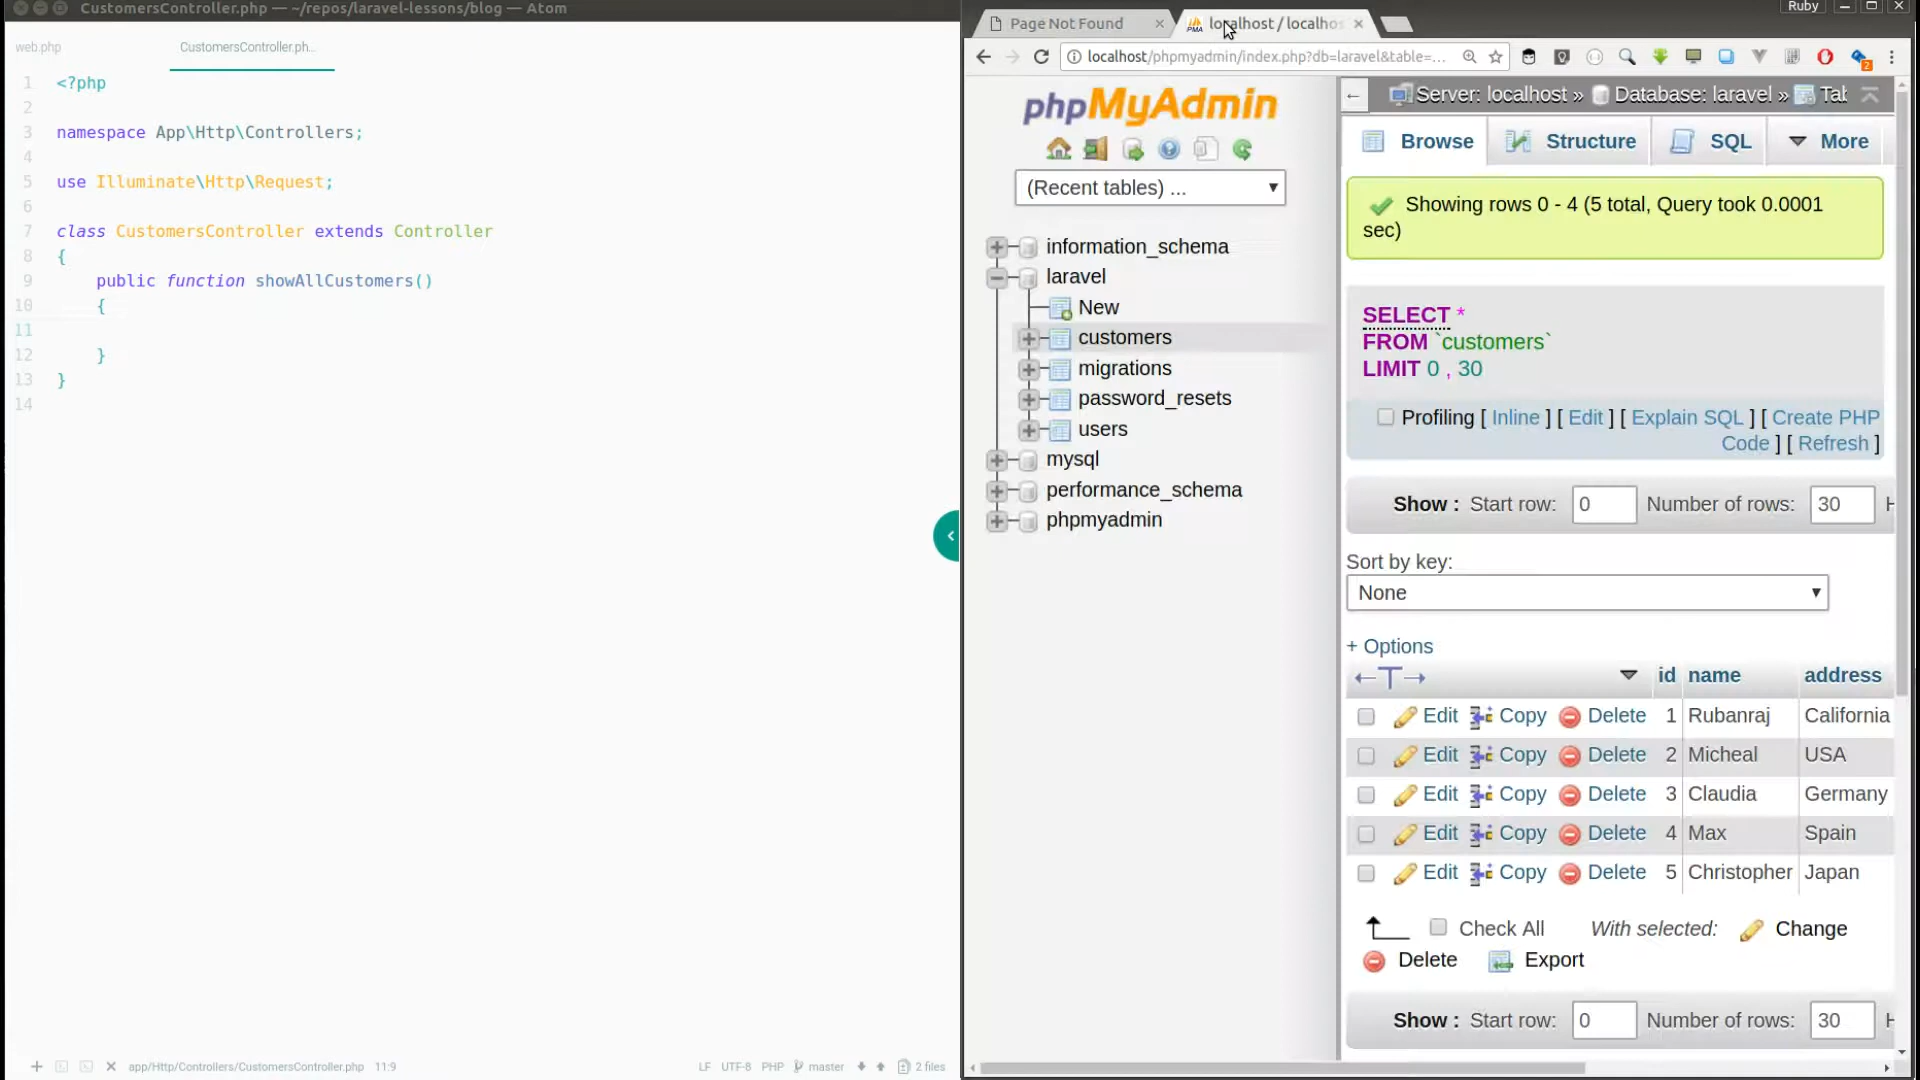 CustomersController.php — ~/repos/laravel-lessons/blog — Atom
web.php
CustomersController.ph...
1 <?php
2
3 namespace App\Http\Controllers;
4
5 use Illuminate\Http\Request;
6
7 class CustomersController extends Controller
8 {
9 public function showAllCustomers()
10 {
11
12 }
13 }
14
app/Http/Controllers/CustomersController.php 11:9
LF UTF-8 PHP master 2 files
Ruby
Page Not Found
localhost / localhos
localhost/phpmyadmin/index.php?db=laravel&table=...
2
phpMyAdmin
(Recent tables) ...
information_schema
laravel
New
customers
migrations
password_resets
users
mysql
performance_schema
phpmyadmin
Server: localhost » Database: laravel » Tab
Browse Structure SQL More
Showing rows 0 - 4 (5 total, Query took 0.0001
sec)
SELECT *
FROM `customers`
LIMIT 0 , 30
Profiling [ Inline ] [ Edit ] [ Explain SQL ] [ Create PHP
Code ] [ Refresh ]
Show : Start row: 0 Number of rows: 30 H
Sort by key:
None
+ Options
←T→ id name address
Edit Copy Delete 1 Rubanraj California
Edit Copy Delete 2 Micheal USA
Edit Copy Delete 3 Claudia Germany
Edit Copy Delete 4 Max Spain
Edit Copy Delete 5 Christopher Japan
Check All With selected: Change
Delete Export
Show : Start row: 0 Number of rows: 30 H